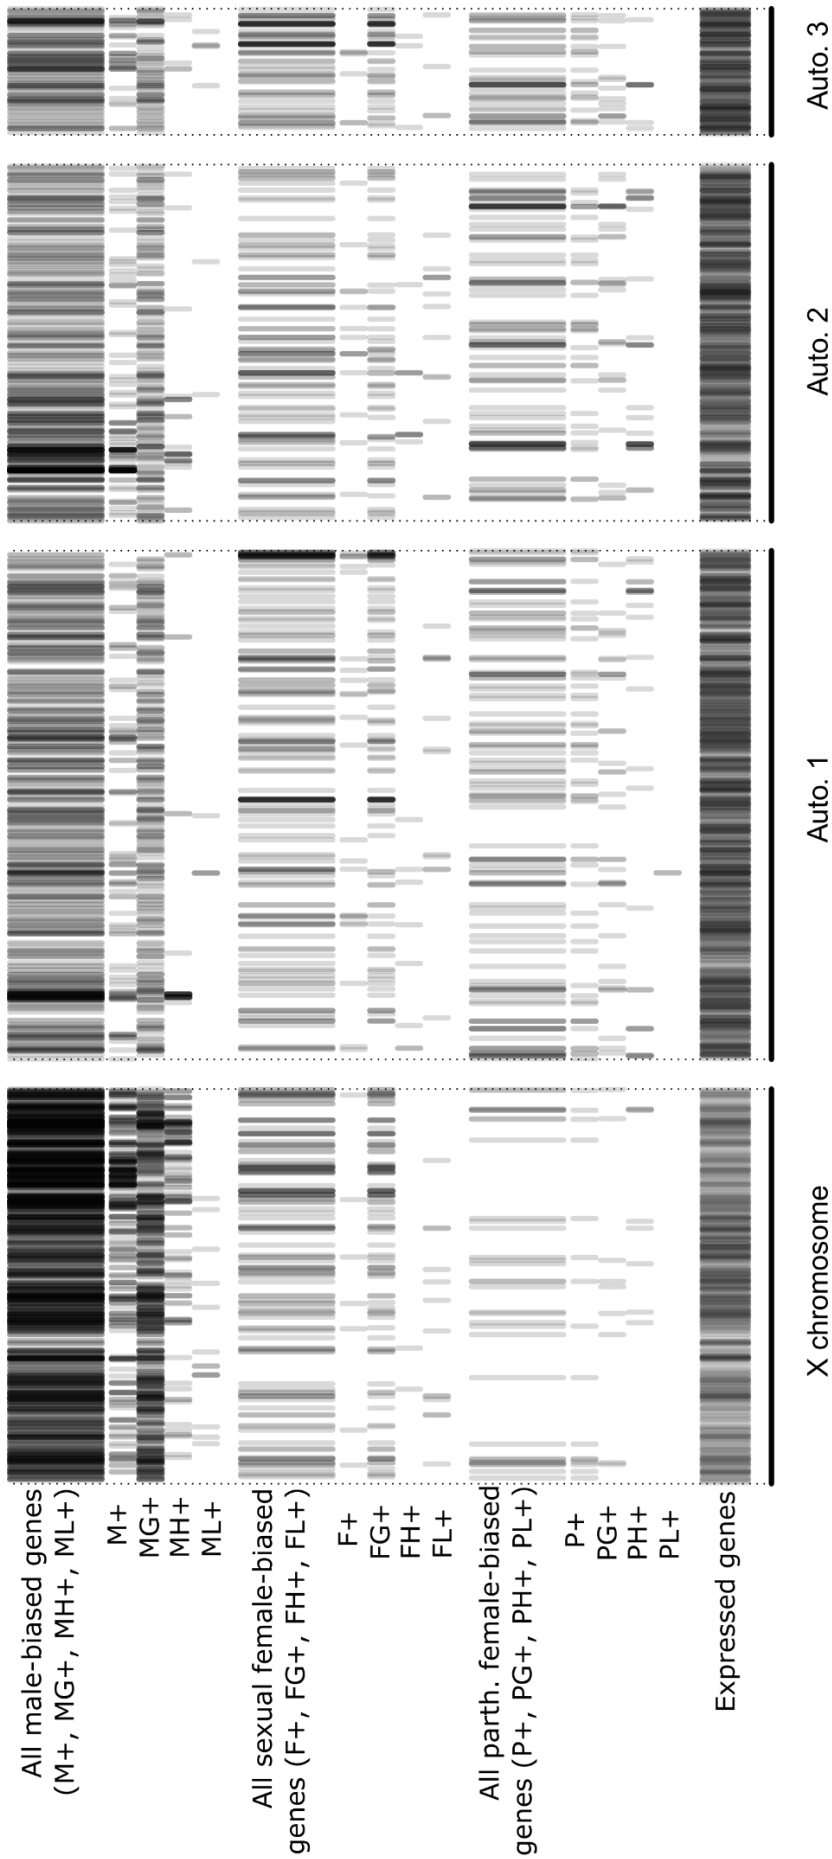 All male-biased genes
(M+, MG+, MH+, ML+)
M+
MG+
MH+
ML+
All sexual female-biased
genes (F+, FG+, FH+, FL+)
F+
FG+
FH+
FL+
All parth. female-biased
genes (P+, PG+, PH+, PL+)
P+
PG+
PH+
PL+
Expressed genes
X chromosome
Auto. 1
Auto. 2
Auto. 3